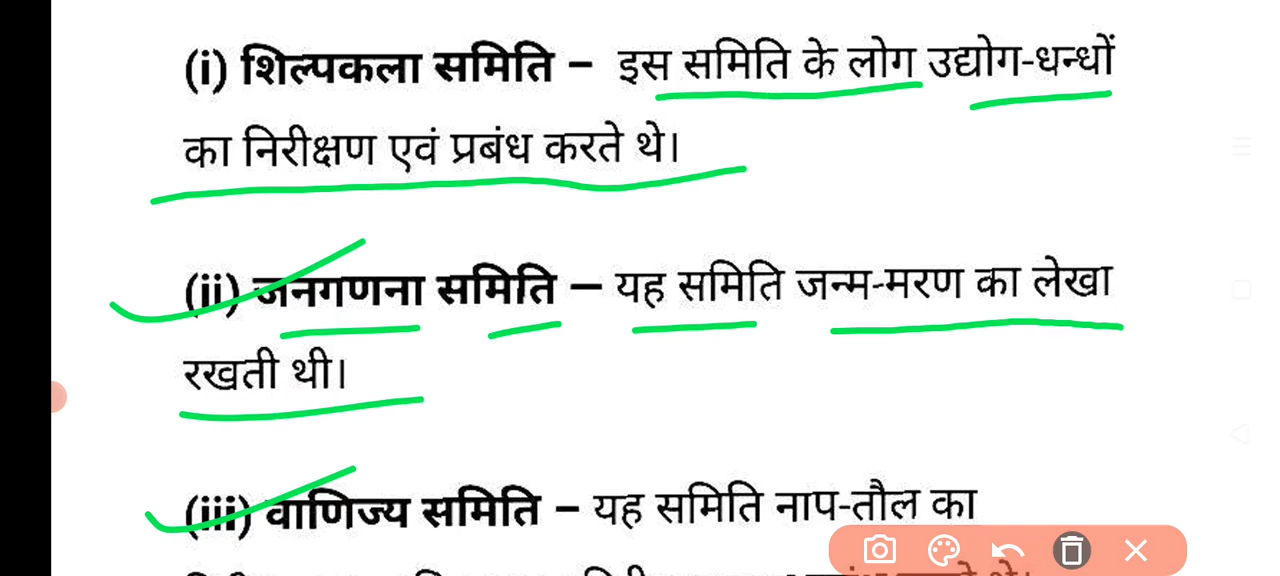 (i) शिल्पकला समिति – इस समिति के लोग उद्योग-धन्धों
का निरीक्षण एवं प्रबंध करते थे।
(ii) जनगणना समिति – यह समिति जन्म-मरण का लेखा
रखती थी।
(iii) वाणिज्य समिति – यह समिति नाप-तौल का